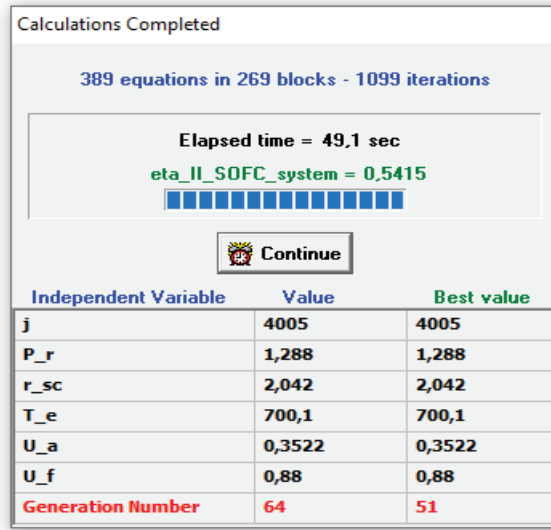 Calculations Completed
389 equations in 269 blocks - 1099 iterations
Elapsed time = 49,1 sec
eta_II_SOFC_system = 0,5415
Continue
Independent Variable Value Best value
j 4005 4005
P_r 1,288 1,288
r_sc 2,042 2,042
T_e 700,1 700,1
U_a 0,3522 0,3522
U_f 0,88 0,88
Generation Number 64 51